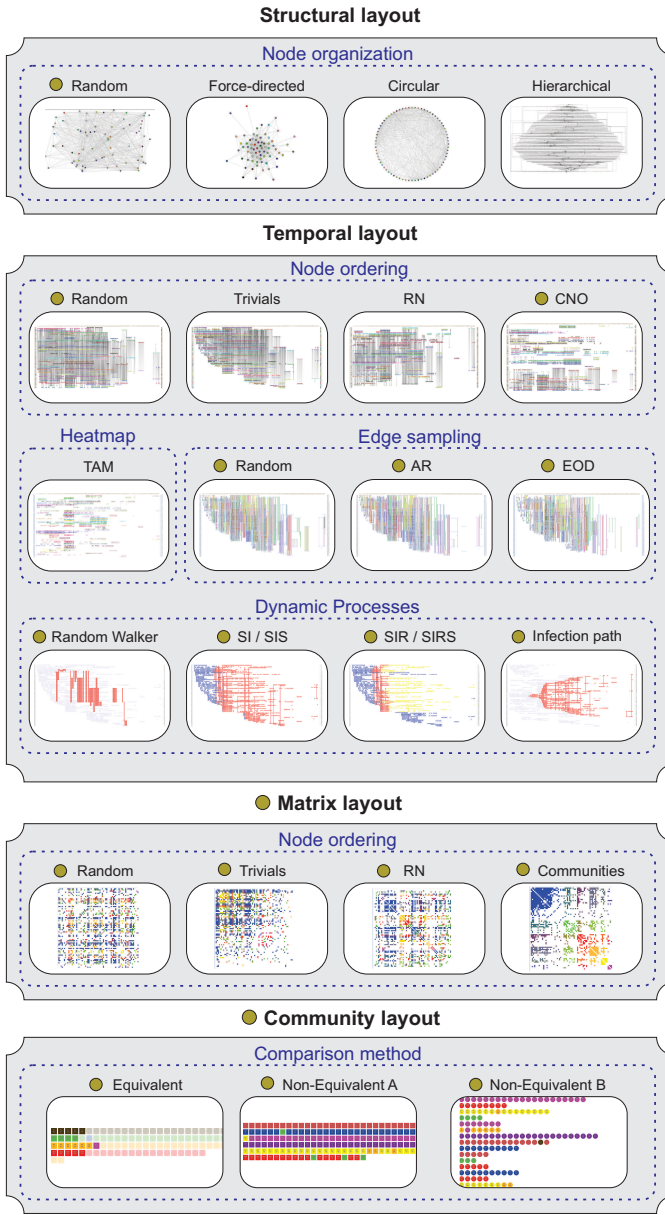 Structural layout
Node organization
Random Force-directed Circular Hierarchical
Temporal layout
Node ordering
Random Trivials RN CNO
Heatmap Edge sampling
TAM Random AR EOD
Dynamic Processes
Random Walker SI / SIS SIR / SIRS Infection path
Matrix layout
Node ordering
Random Trivials RN Communities
Community layout
Comparison method
Equivalent Non-Equivalent A Non-Equivalent B